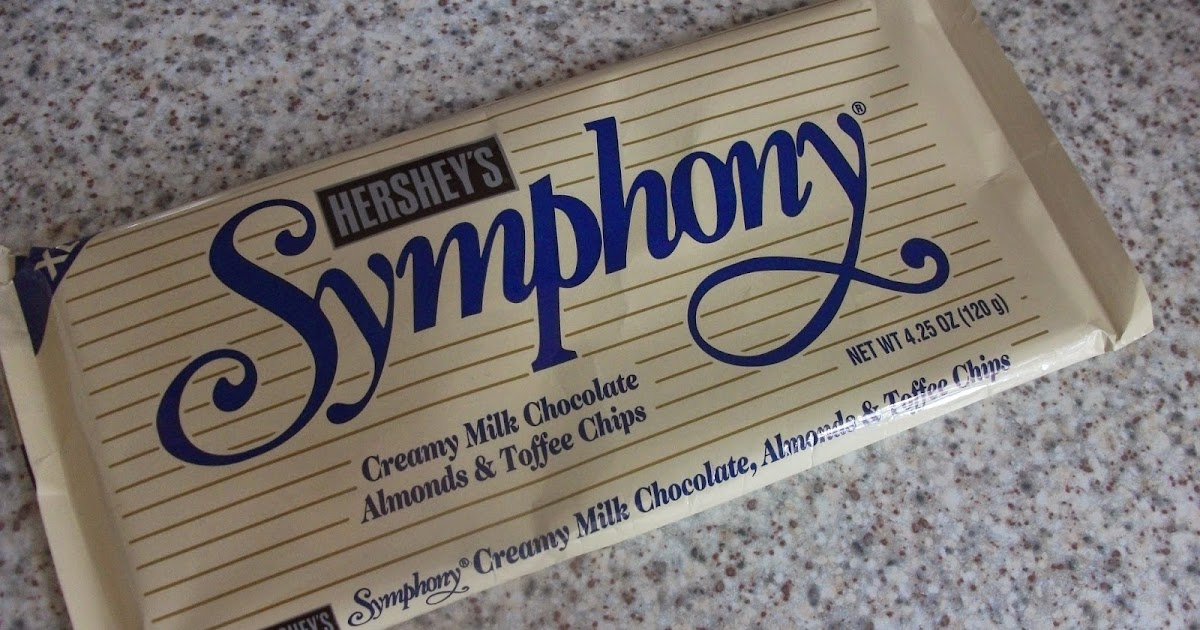 HERSHEY'S
Symphony®
NET WT 4.25 OZ (120 g)
Creamy Milk Chocolate
Almonds & Toffee Chips
Symphony® Creamy Milk Chocolate, Almonds & Toffee Chips